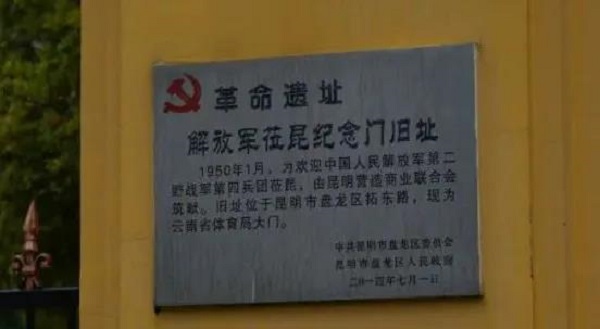 革命遗址
解放军莅昆纪念门旧址
1950年1月,为欢迎中国人民解放军第二
野战军第四兵团莅昆,由昆明营造商业联合会
筑献。旧址位于昆明市盘龙区拓东路,现为
云南省体育局大门。
中共昆明市盘龙区委员会
昆明市盘龙区人民政府
二〇一四年七月一日